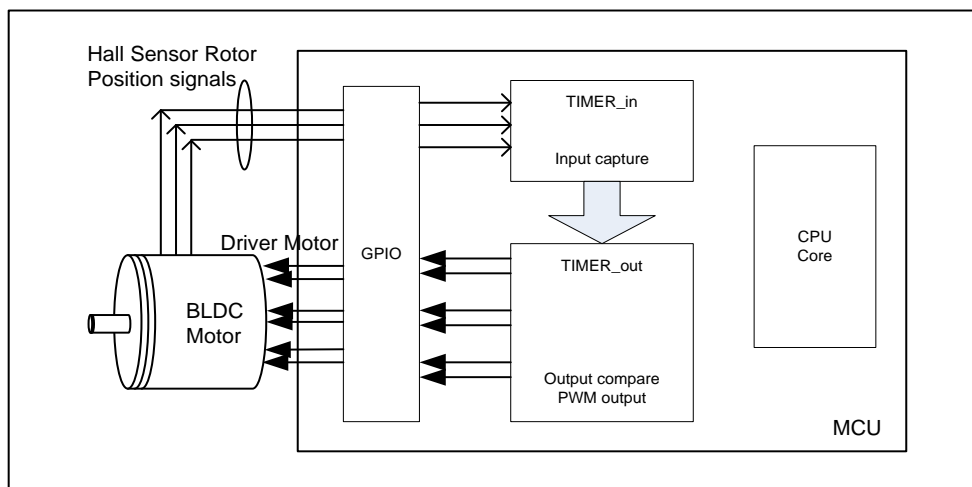 Hall Sensor Rotor
Position signals
TIMER_in
Input capture
Driver Motor
GPIO
CPU
Core
TIMER_out
BLDC
Motor
Output compare
PWM output
MCU